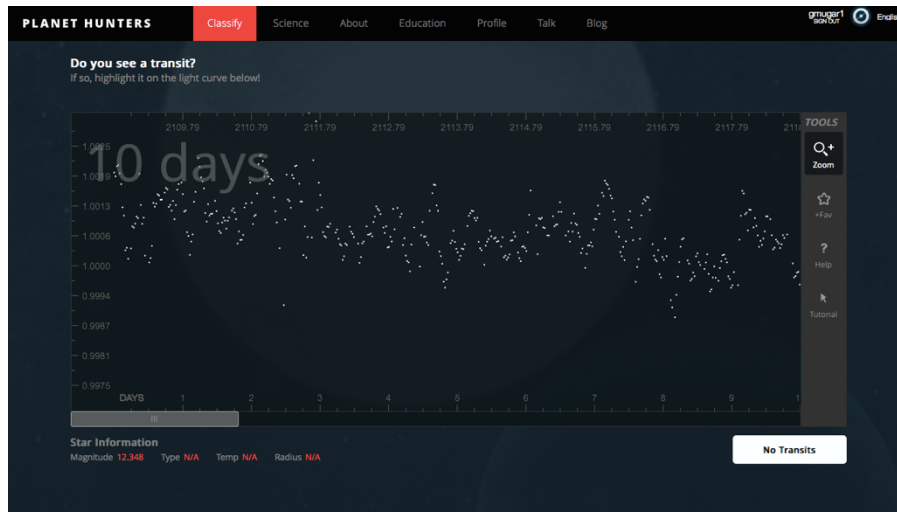 PLANET HUNTERS Classify Science About Education Profile Talk Blog gmugar1 SIGN OUT
Do you see a transit?
If so, highlight it on the light curve below!
2109.79 2110.79 2111.79 2112.79 2113.79 2114.79 2115.79 2116.79 2117.79 TOOLS
10 days
1.0025
1.0019
1.0013
1.0006
1.0000
0.9994
0.9987
0.9981
0.9975
DAYS 1 2 3 4 5 6 7 8 9
Zoom
+Fav
?
Help
Tutorial
Star Information
Magnitude 12.348 Type N/A Temp N/A Radius N/A
No Transits